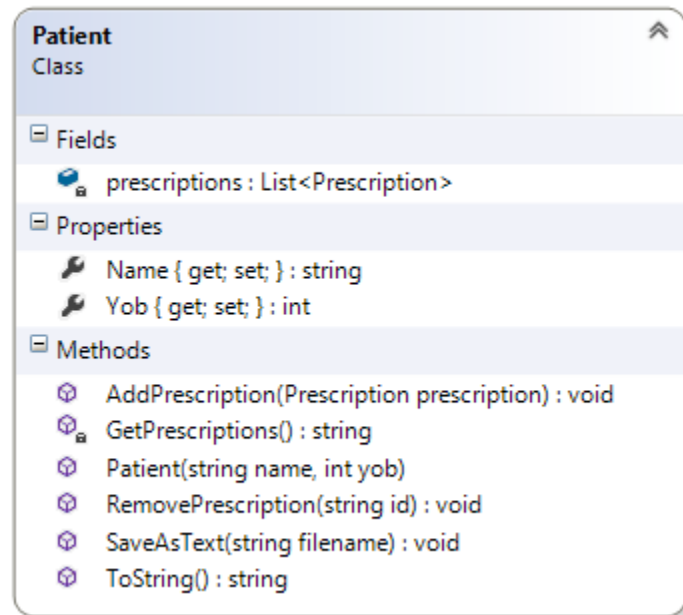 Patient
Class
Fields
prescriptions : List<Prescription>
Properties
Name { get; set; } : string
Yob { get; set; } : int
Methods
AddPrescription(Prescription prescription) : void
GetPrescriptions() : string
Patient(string name, int yob)
RemovePrescription(string id) : void
SaveAsText(string filename) : void
ToString() : string